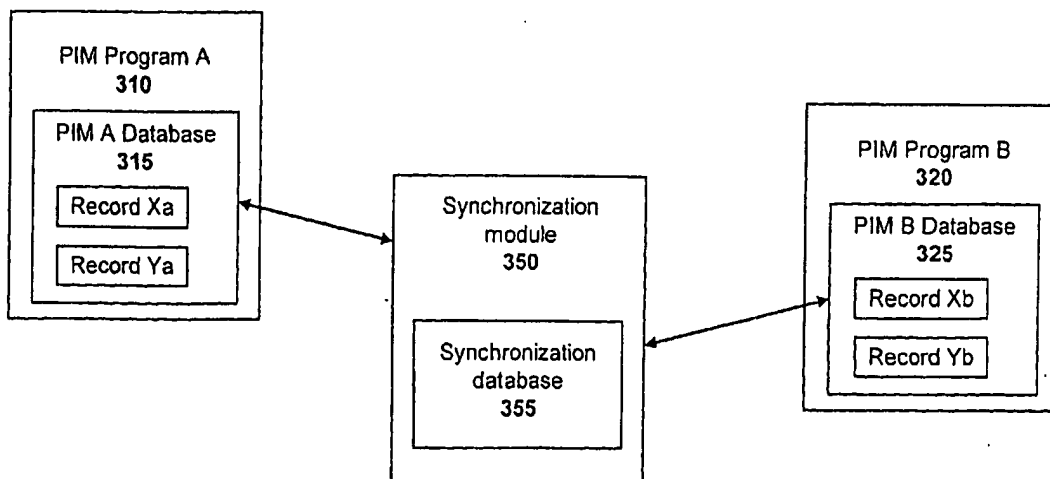 PIM Program A
310
PIM A Database
315
Record Xa
Record Ya
Synchronization
module
350
Synchronization
database
355
PIM Program B
320
PIM B Database
325
Record Xb
Record Yb